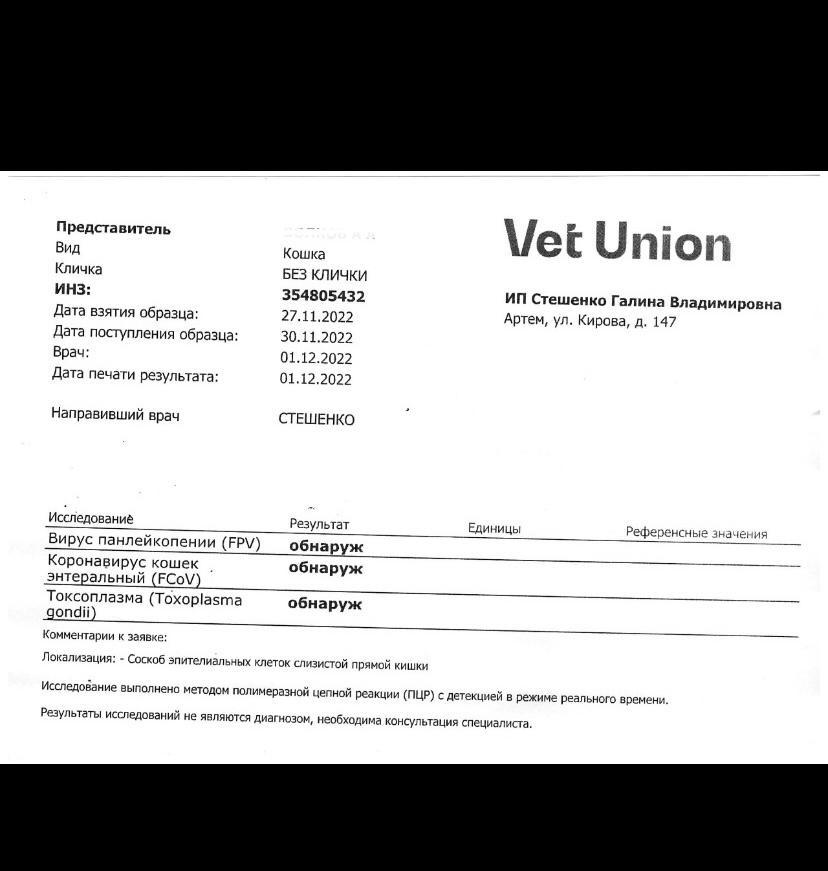 Vet Union
ИП Стешенко Галина Владимировна
Артем, ул. Кирова, д. 147
Представитель
Вид Кошка
Кличка БЕЗ КЛИЧКИ
ИНЗ: 354805432
Дата взятия образца: 27.11.2022
Дата поступления образца: 30.11.2022
Врач: 01.12.2022
Дата печати результата: 01.12.2022
Направивший врач СТЕШЕНКО
Исследование Результат Единицы Референсные значения
Вирус панлейкопении (FPV) обнаруж
Коронавирус кошек
энтеральный (FCoV) обнаруж
Токсоплазма (Toxoplasma
gondii) обнаруж
Комментарии к заявке:
Локализация: - Соскоб эпителиальных клеток слизистой прямой кишки
Исследование выполнено методом полимеразной цепной реакции (ПЦР) с детекцией в режиме реального времени.
Результаты исследований не являются диагнозом, необходима консультация специалиста.